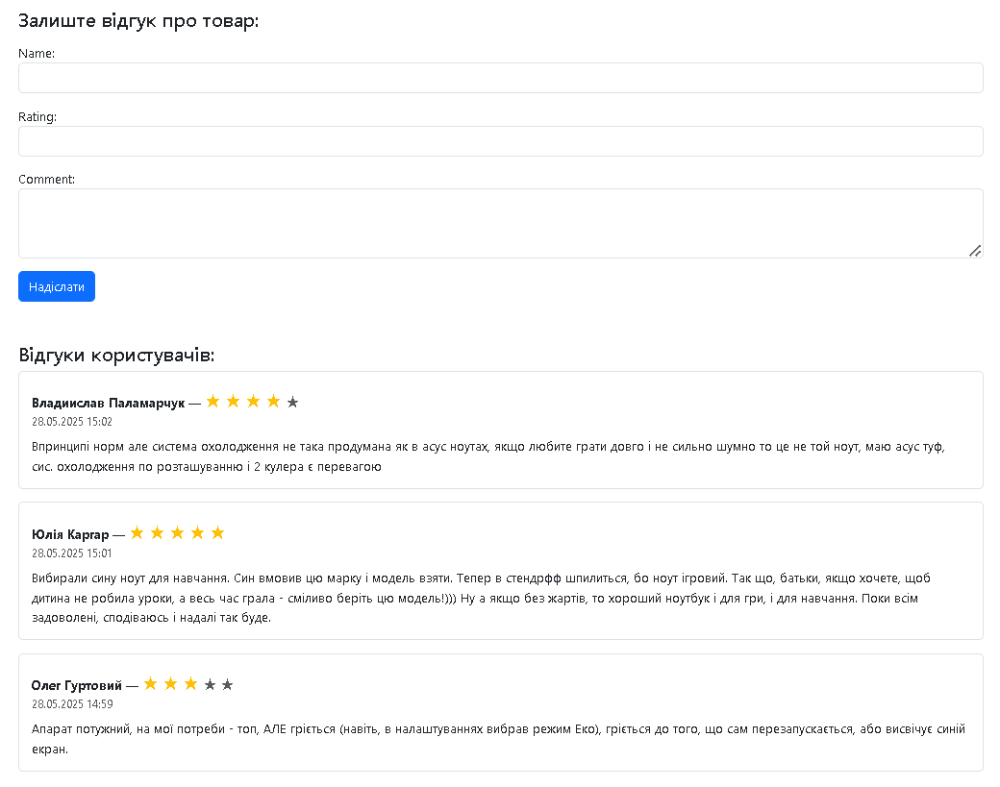 Залиште відгук про товар:
Name:
Rating:
Comment:
Надіслати
Відгуки користувачів:
Владиислав Паламарчук — ★ ★ ★ ★ ★
28.05.2025 15:02
Впринципі норм але система охолодження не така продумана як в асус ноутах, якщо любите грати довго і не сильно шумно то це не той ноут, маю асус туф,
сис. охолодження по розташуванню і 2 кулера є перевагою
Юлія Каргар — ★ ★ ★ ★ ★
28.05.2025 15:01
Вибирали сину ноут для навчання. Син вмовив цю марку і модель взяти. Тепер в стендрфф шпилиться, бо ноут ігровий. Так що, батьки, якщо хочете, щоб
дитина не робила уроки, а весь час грала - сміливо беріть цю модель!))) Ну а якщо без жартів, то хороший ноутбук і для гри, і для навчання. Поки всім
задоволені, сподіваюсь і надалі так буде.
Олег Гуртовий — ★ ★ ★ ★ ★
28.05.2025 14:59
Апарат потужний, на мої потреби - топ, АЛЕ гріється (навіть, в налаштуваннях вибрав режим Еко), гріється до того, що сам перезапускається, або висвічує синій
екран.